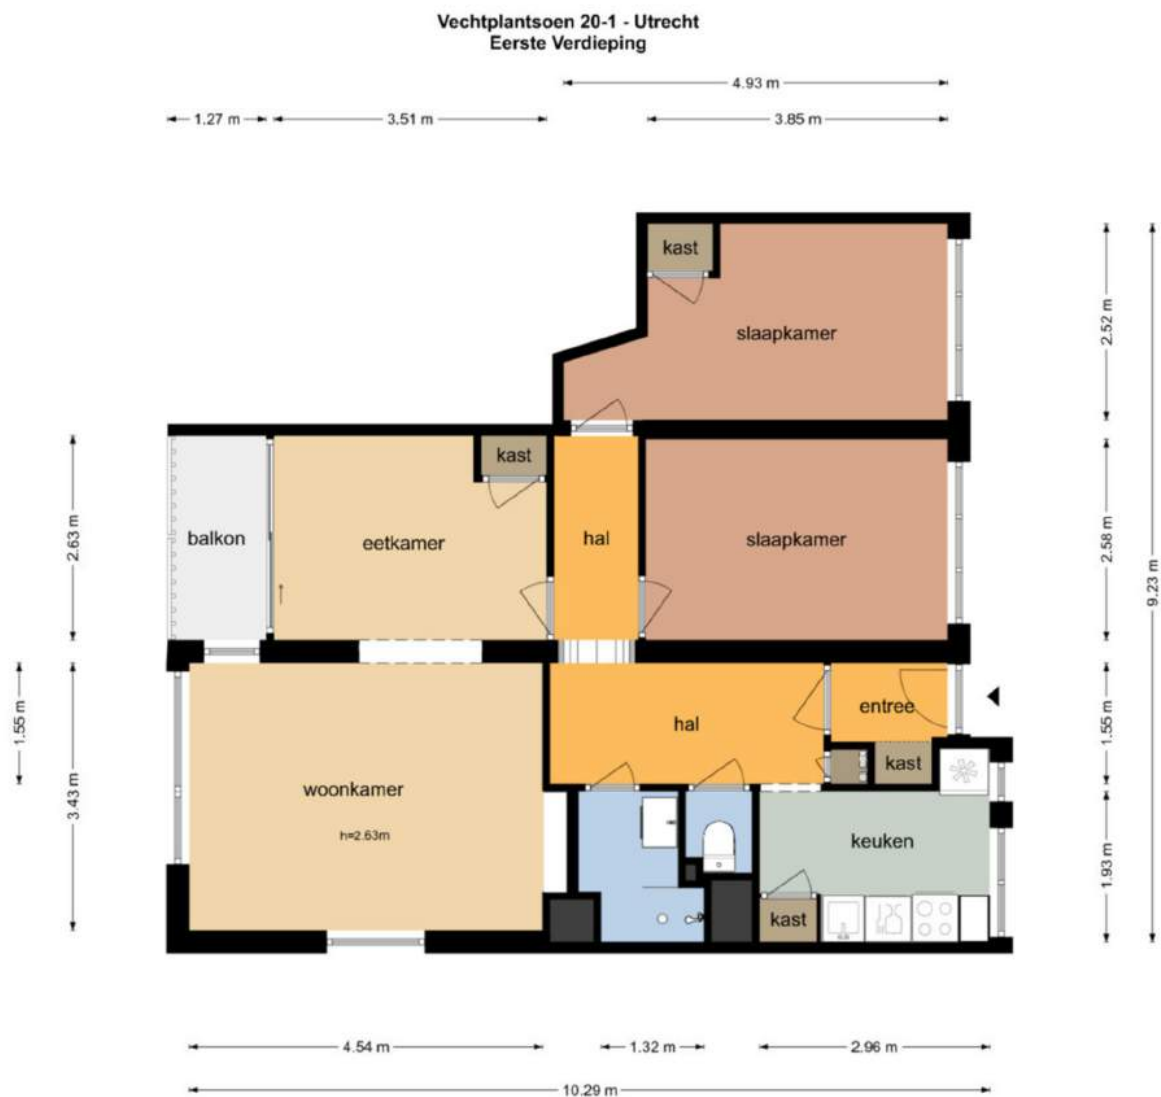 Vechtplantsoen 20-1 - Utrecht
Eerste Verdieping
4.93 m
1.27 m
3.51 m
3.85 m
kast
slaapkamer
2.52 m
9.23 m
kast
balkon
eetkamer
hal
slaapkamer
2.63 m
2.58 m
1.55 m
3.43 m
hal
entree
kast
1.55 m
woonkamer
h=2.63m
keuken
kast
1.93 m
4.54 m
1.32 m
2.96 m
10.29 m